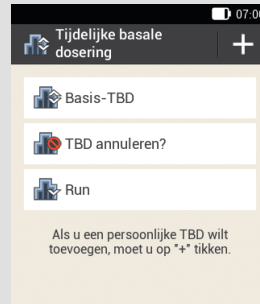 07:00
Tijdelijke basale
dosering
Basis-TBD
TBD annuleren?
Run
Als u een persoonlijke TBD wilt
toevoegen, moet u op "+" tikken.